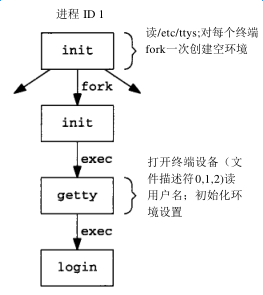 进程 ID 1
init
读/etc/ttys;对每个终端
fork一次创建空环境
fork
init
exec
getty
打开终端设备（文
件描述符0,1,2)读
用户名；初始化环
境设置
exec
login